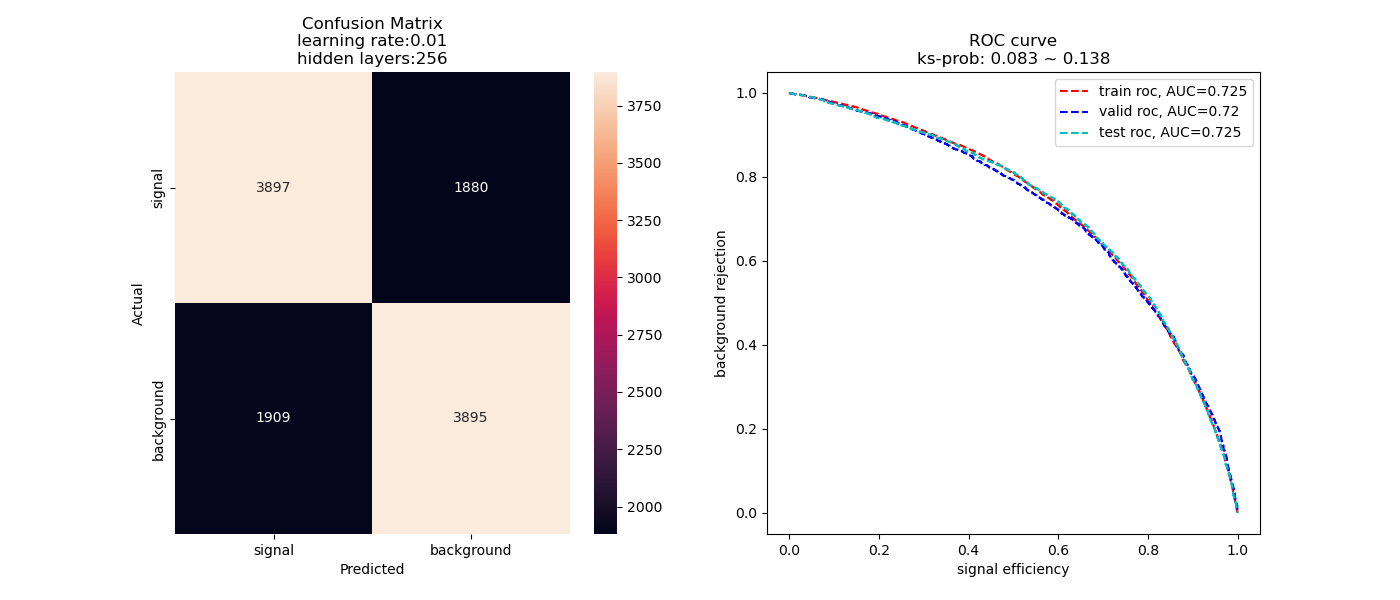 Confusion Matrix
learning rate:0.01
hidden layers:256
signal
background
Actual
3897
1880
1909
3895
signal
background
Predicted
3750
3500
3250
3000
2750
2500
2250
2000
ROC curve
ks-prob: 0.083 ~ 0.138
train roc, AUC=0.725
valid roc, AUC=0.72
test roc, AUC=0.725
background rejection
1.0
0.8
0.6
0.4
0.2
0.0
0.0
0.2
0.4
0.6
0.8
1.0
signal efficiency